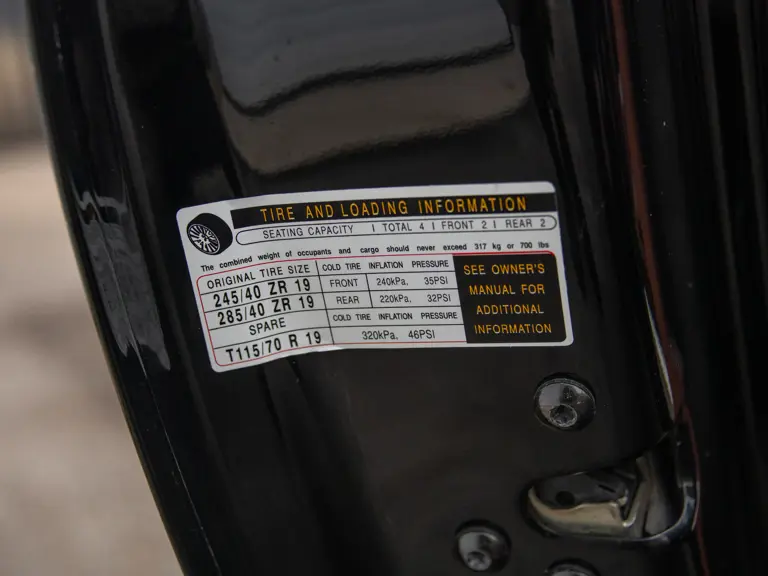 TIRE AND LOADING INFORMATION
SEATING CAPACITY | TOTAL 4 | FRONT 2 | REAR 2
The combined weight of occupants and cargo should never exceed 317 kg or 700 lbs
ORIGINAL TIRE SIZE
245/40 ZR 19
285/40 ZR 19
SPARE
T115/70 R 19
COLD TIRE INFLATION PRESSURE
FRONT 240kPa. 35PSI
REAR 220kPa. 32PSI
COLD TIRE INFLATION PRESSURE
320kPa. 46PSI
SEE OWNER'S
MANUAL FOR
ADDITIONAL
INFORMATION